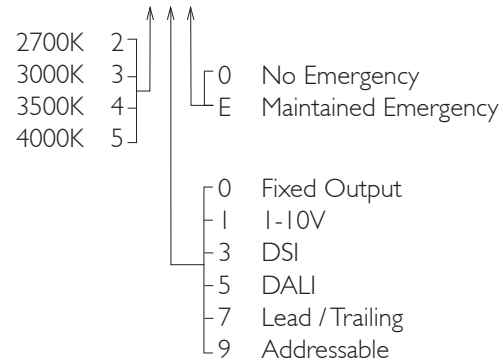 2700K 2
3000K 3
3500K 4
4000K 5
0 No Emergency
E Maintained Emergency
0 Fixed Output
1 1-10V
3 DSI
5 DALI
7 Lead / Trailing
9 Addressable